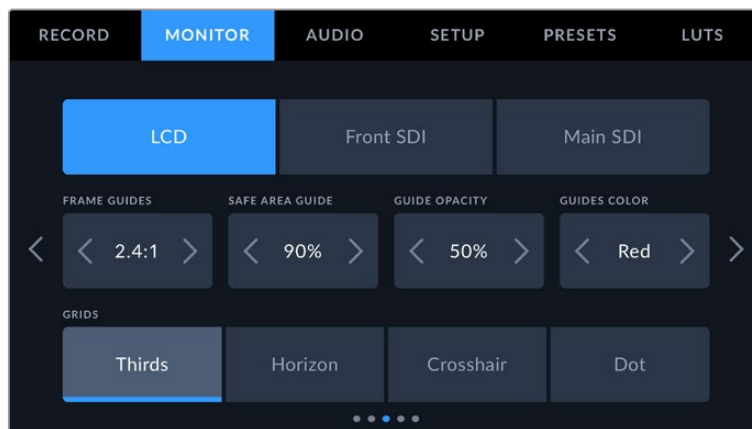 RECORD MONITOR AUDIO SETUP PRESETS LUTS
LCD Front SDI Main SDI
FRAME GUIDES SAFE AREA GUIDE GUIDE OPACITY GUIDES COLOR
2.4:1 90% 50% Red
GRIDS
Thirds Horizon Crosshair Dot